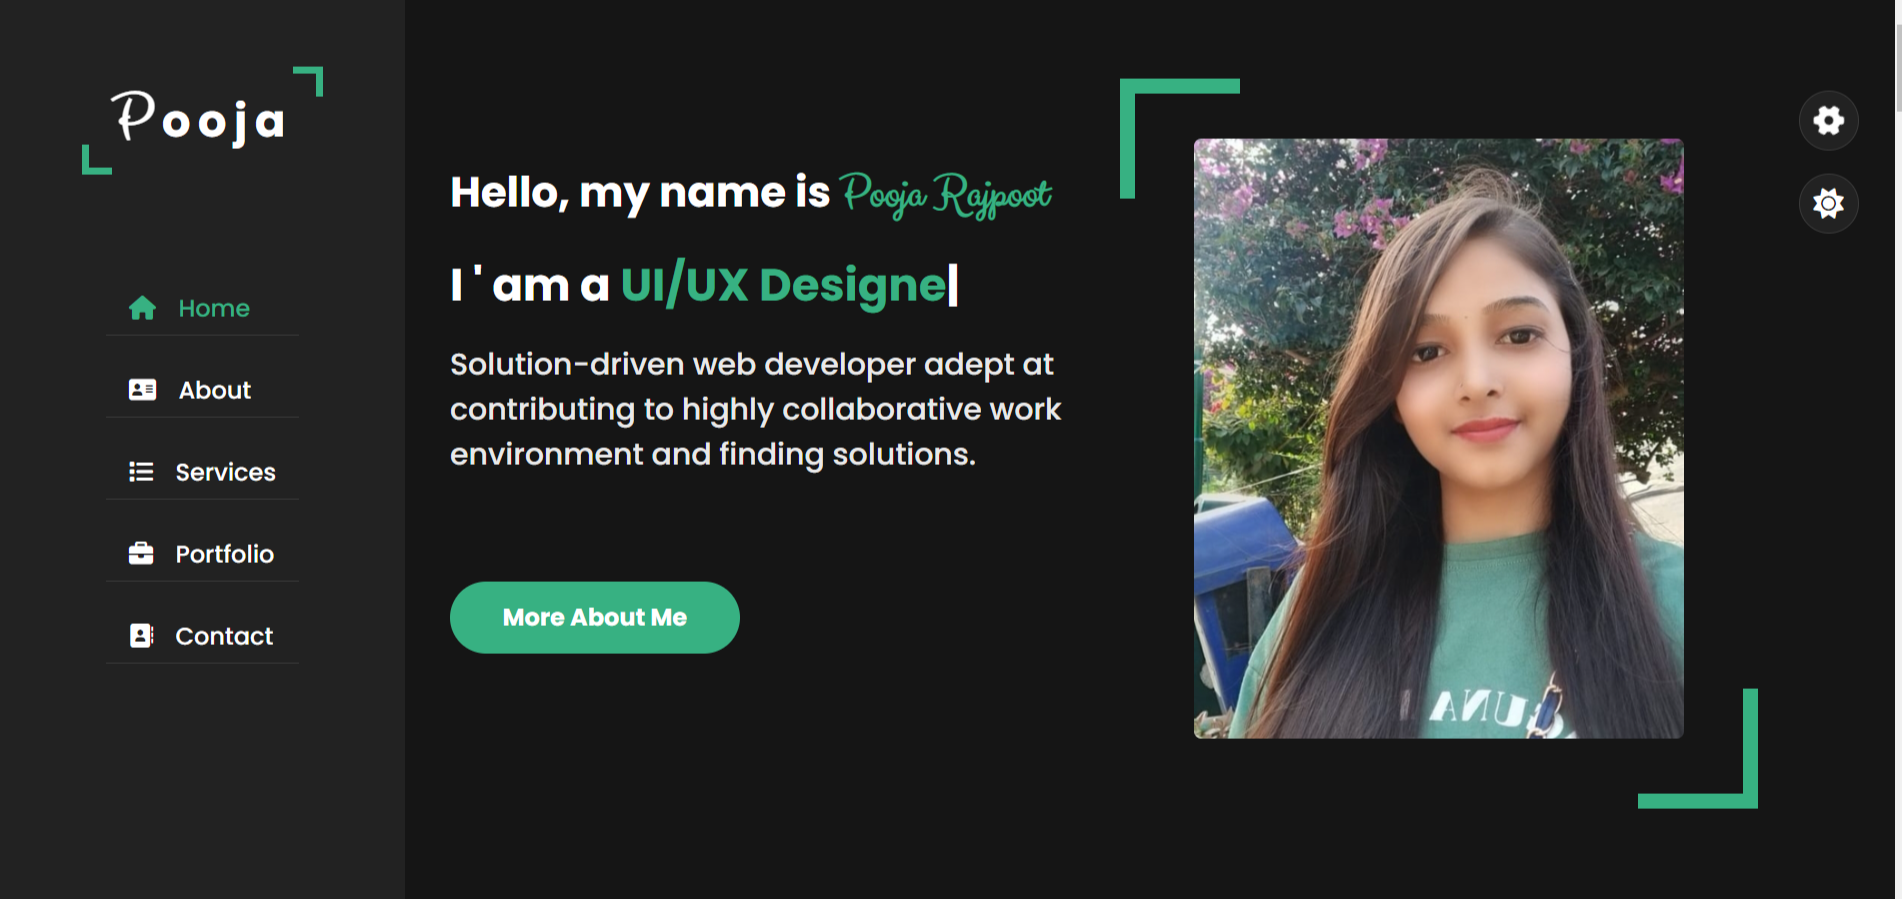 Pooja
Home
About
Services
Portfolio
Contact
Hello, my name is Pooja Rajpoot
I ' am a UI/UX Designe|
Solution-driven web developer adept at
contributing to highly collaborative work
environment and finding solutions.
More About Me